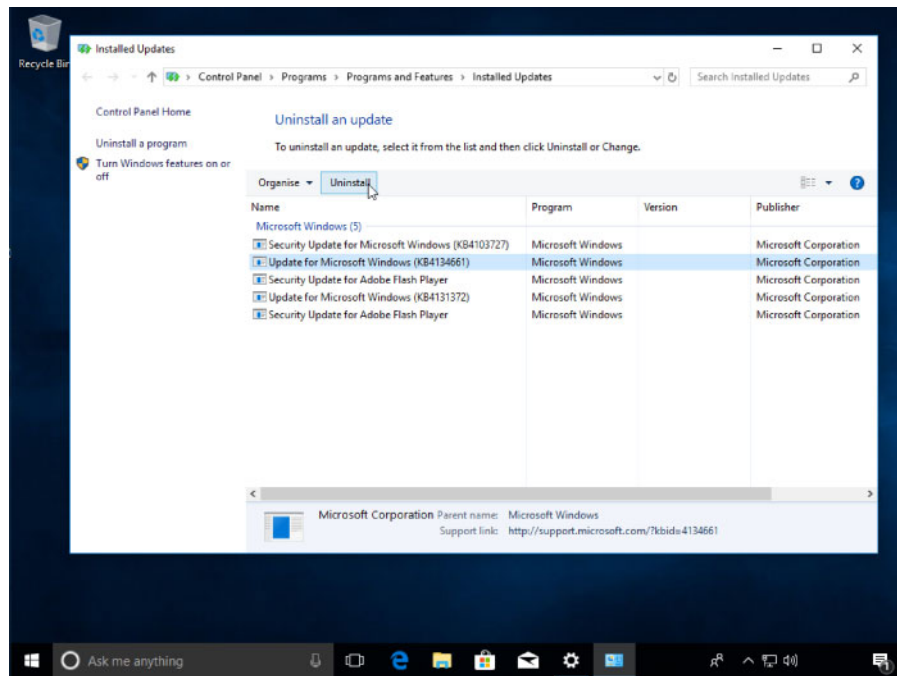 Recycle Bin
Installed Updates
Control Panel > Programs > Programs and Features > Installed Updates
Search Installed Updates
Control Panel Home
Uninstall a program
Turn Windows features on or
off
Uninstall an update
To uninstall an update, select it from the list and then click Uninstall or Change.
Organise Uninstall
Name Program Version Publisher
Microsoft Windows (5)
Security Update for Microsoft Windows (KB4103727) Microsoft Windows Microsoft Corporation
Update for Microsoft Windows (KB4134661) Microsoft Windows Microsoft Corporation
Security Update for Adobe Flash Player Microsoft Windows Microsoft Corporation
Update for Microsoft Windows (KB4131372) Microsoft Windows Microsoft Corporation
Security Update for Adobe Flash Player Microsoft Windows Microsoft Corporation
Microsoft Corporation Parent name: Microsoft Windows
Support link: http://support.microsoft.com/?kbid=4134661
Ask me anything
1